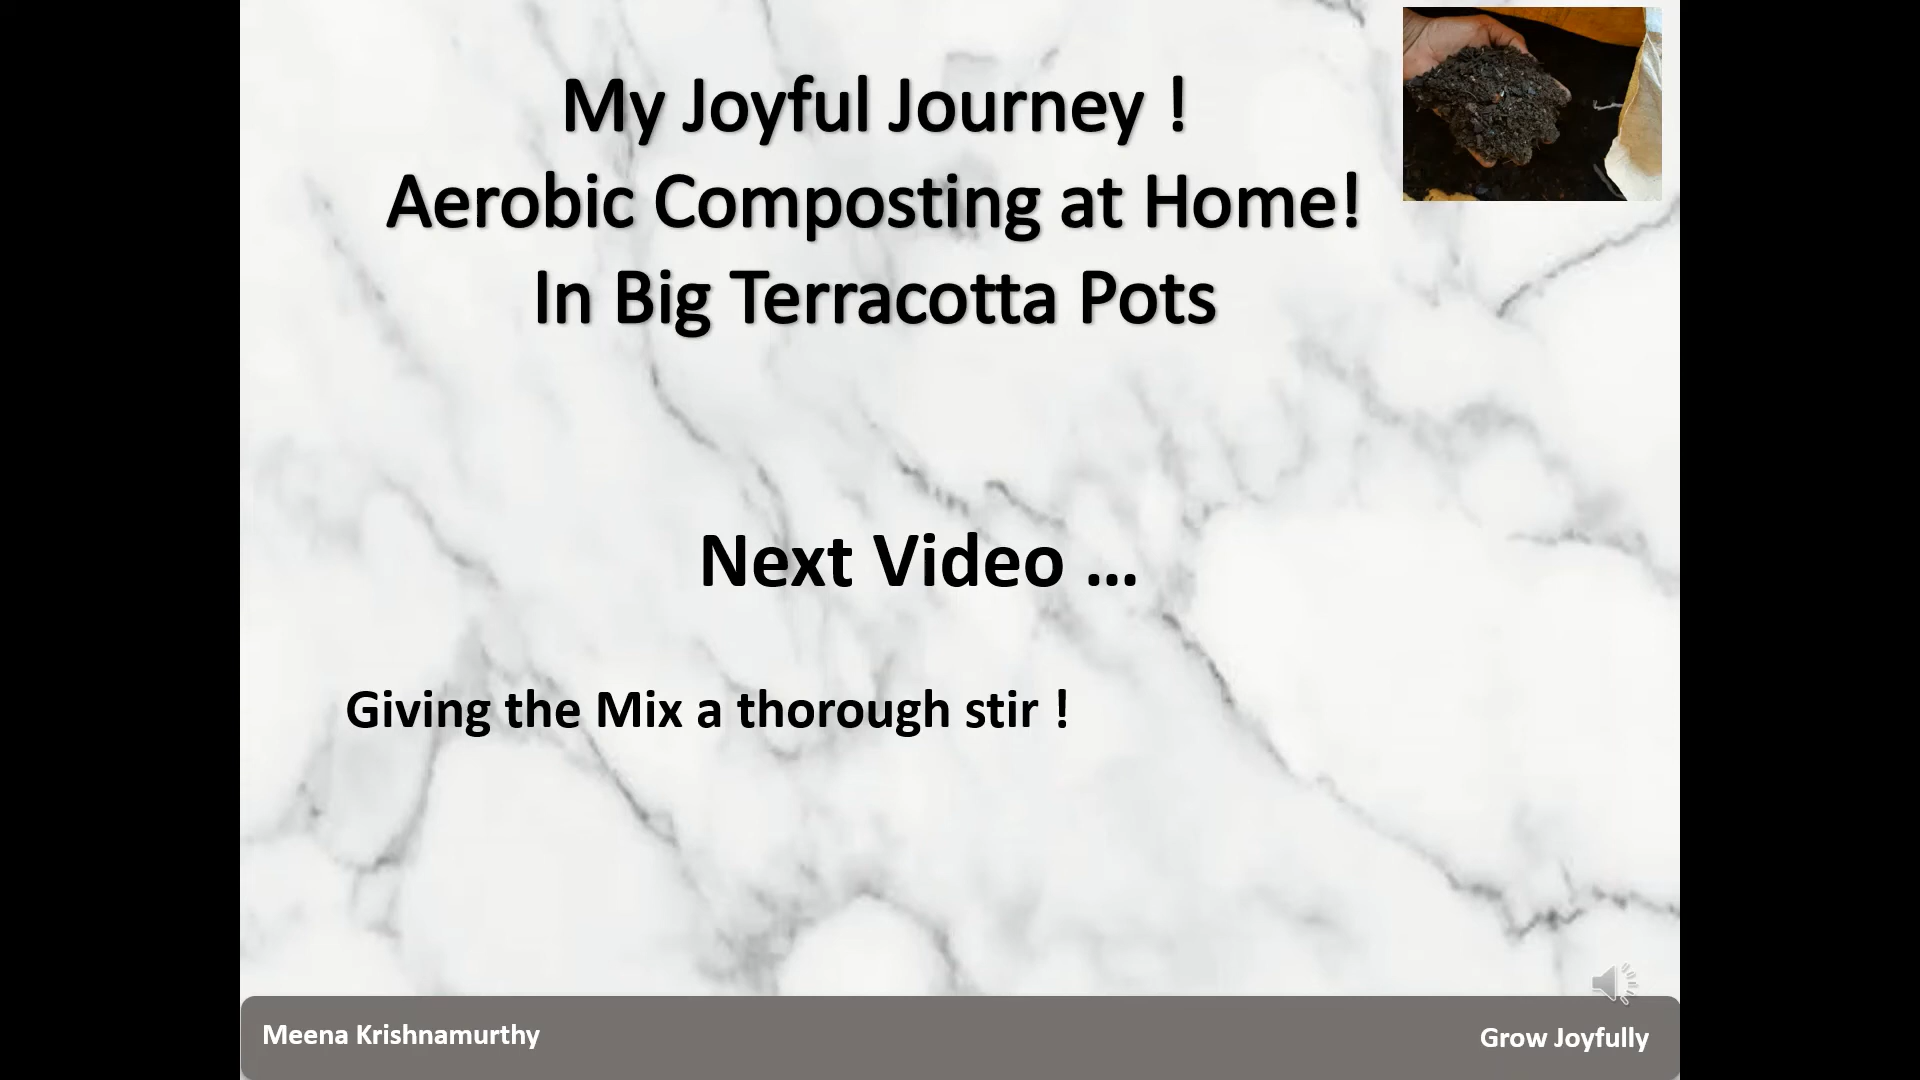 My Joyful Journey !
Aerobic Composting at Home!
In Big Terracotta Pots
Next Video ...
Giving the Mix a thorough stir !
Meena Krishnamurthy
Grow Joyfully